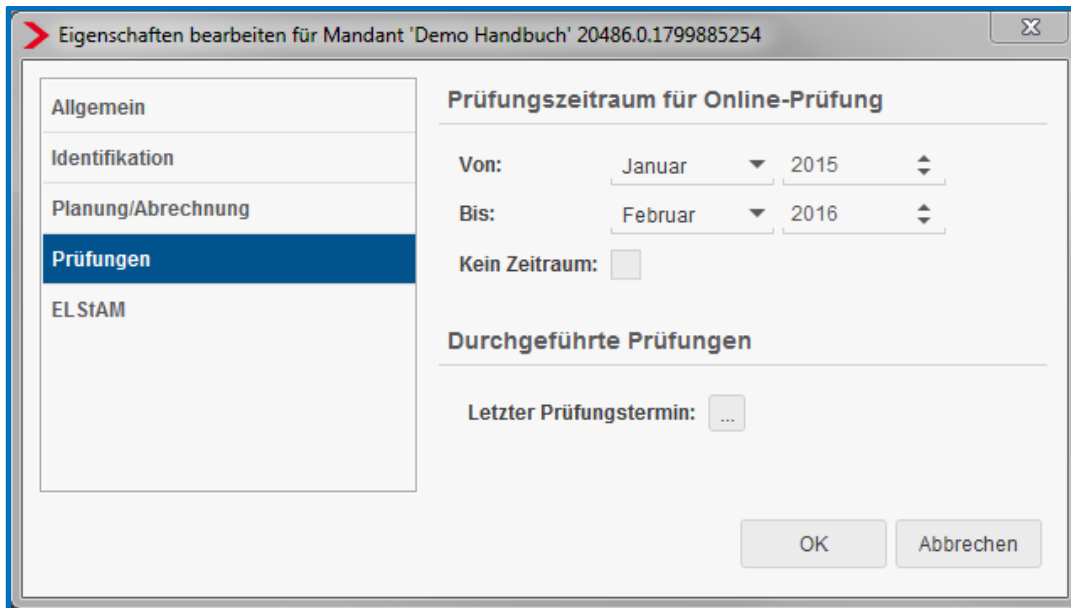 Eigenschaften bearbeiten für Mandant 'Demo Handbuch' 20486.0.1799885254
Allgemein
Identifikation
Planung/Abrechnung
Prüfungen
ELStAM
Prüfungszeitraum für Online-Prüfung
Von: Januar 2015
Bis: Februar 2016
Kein Zeitraum:
Durchgeführte Prüfungen
Letzter Prüfungstermin: ...
OK Abbrechen